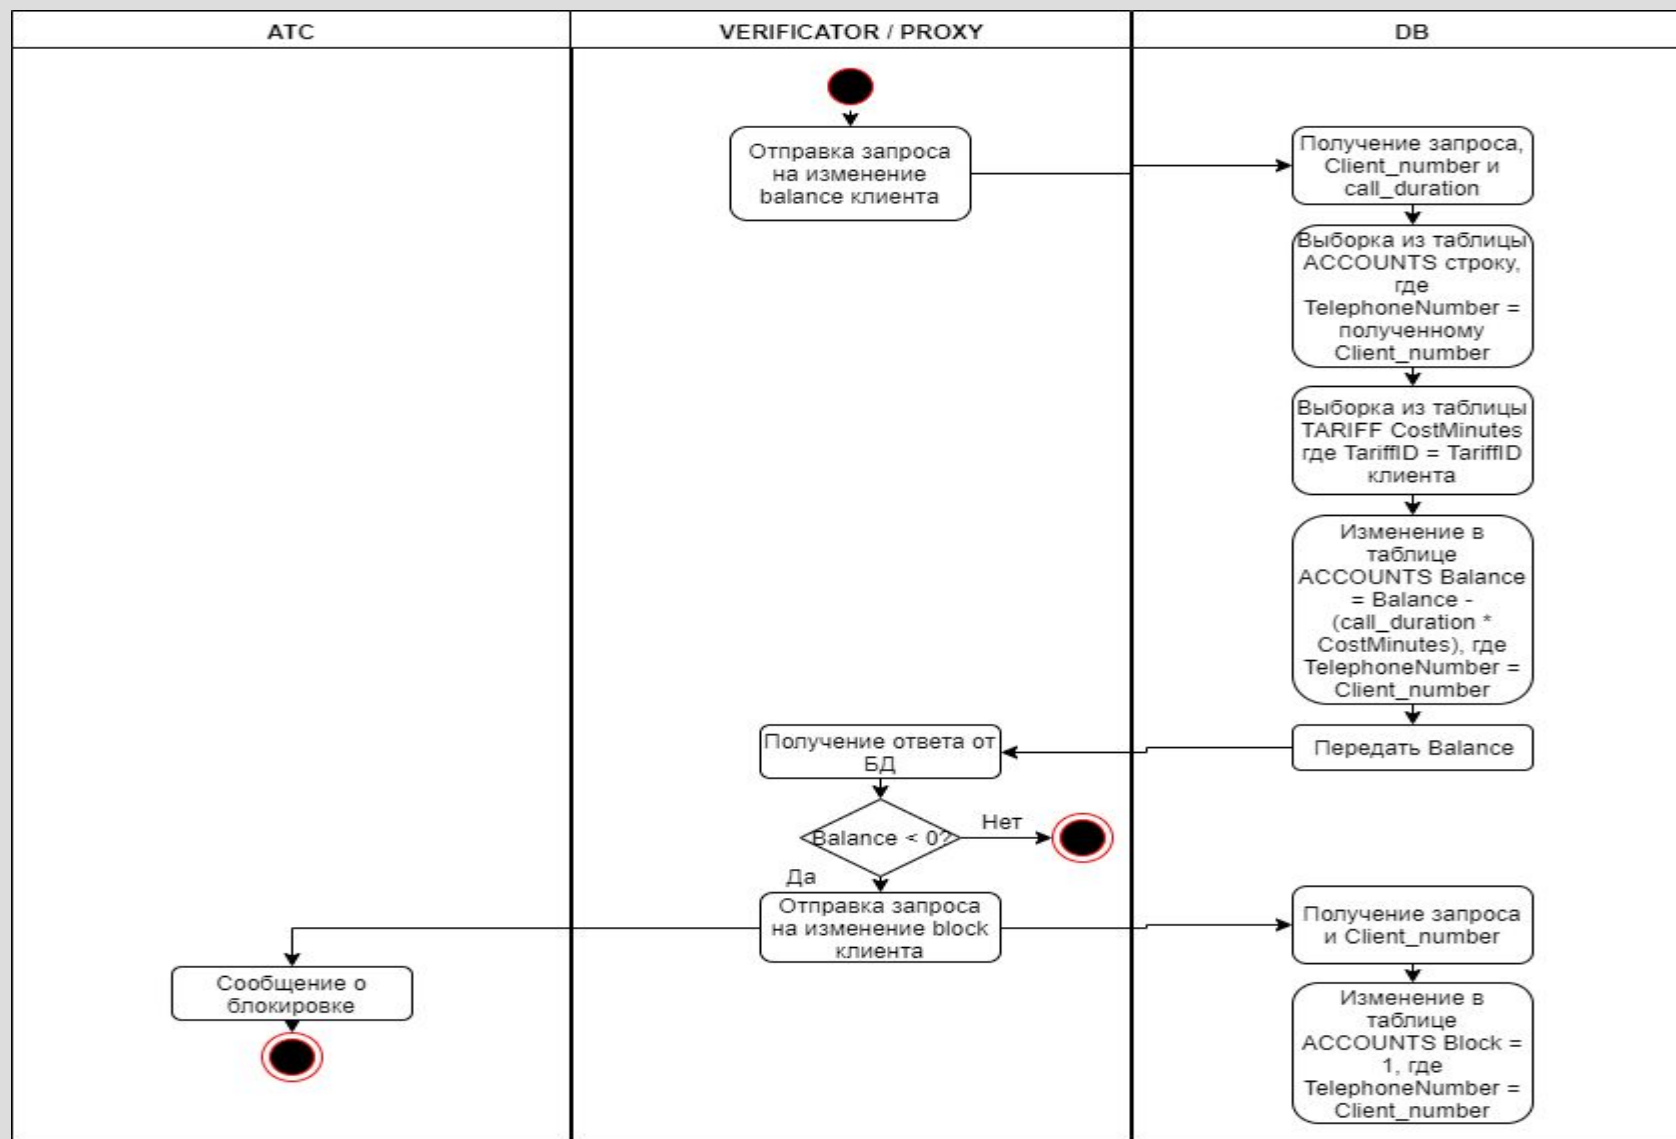 ATC
VERIFICATOR / PROXY
DB
Отправка запроса
на изменение
balance клиента
Получение запроса,
Client_number и
call_duration
Выборка из таблицы
ACCOUNTS строку,
где
TelephoneNumber =
полученному
Client_number
Выборка из таблицы
TARIFF CostMinutes
где TariffID = TariffID
клиента
Изменение в
таблице
ACCOUNTS Balance
= Balance -
(call_duration *
CostMinutes), где
TelephoneNumber =
Client_number
Передать Balance
Получение ответа от
БД
Balance < 0?
Нет
Да
Отправка запроса
на изменение block
клиента
Сообщение о
блокировке
Получение запроса
и Client_number
Изменение в
таблице
ACCOUNTS Block =
1, где
TelephoneNumber =
Client_number